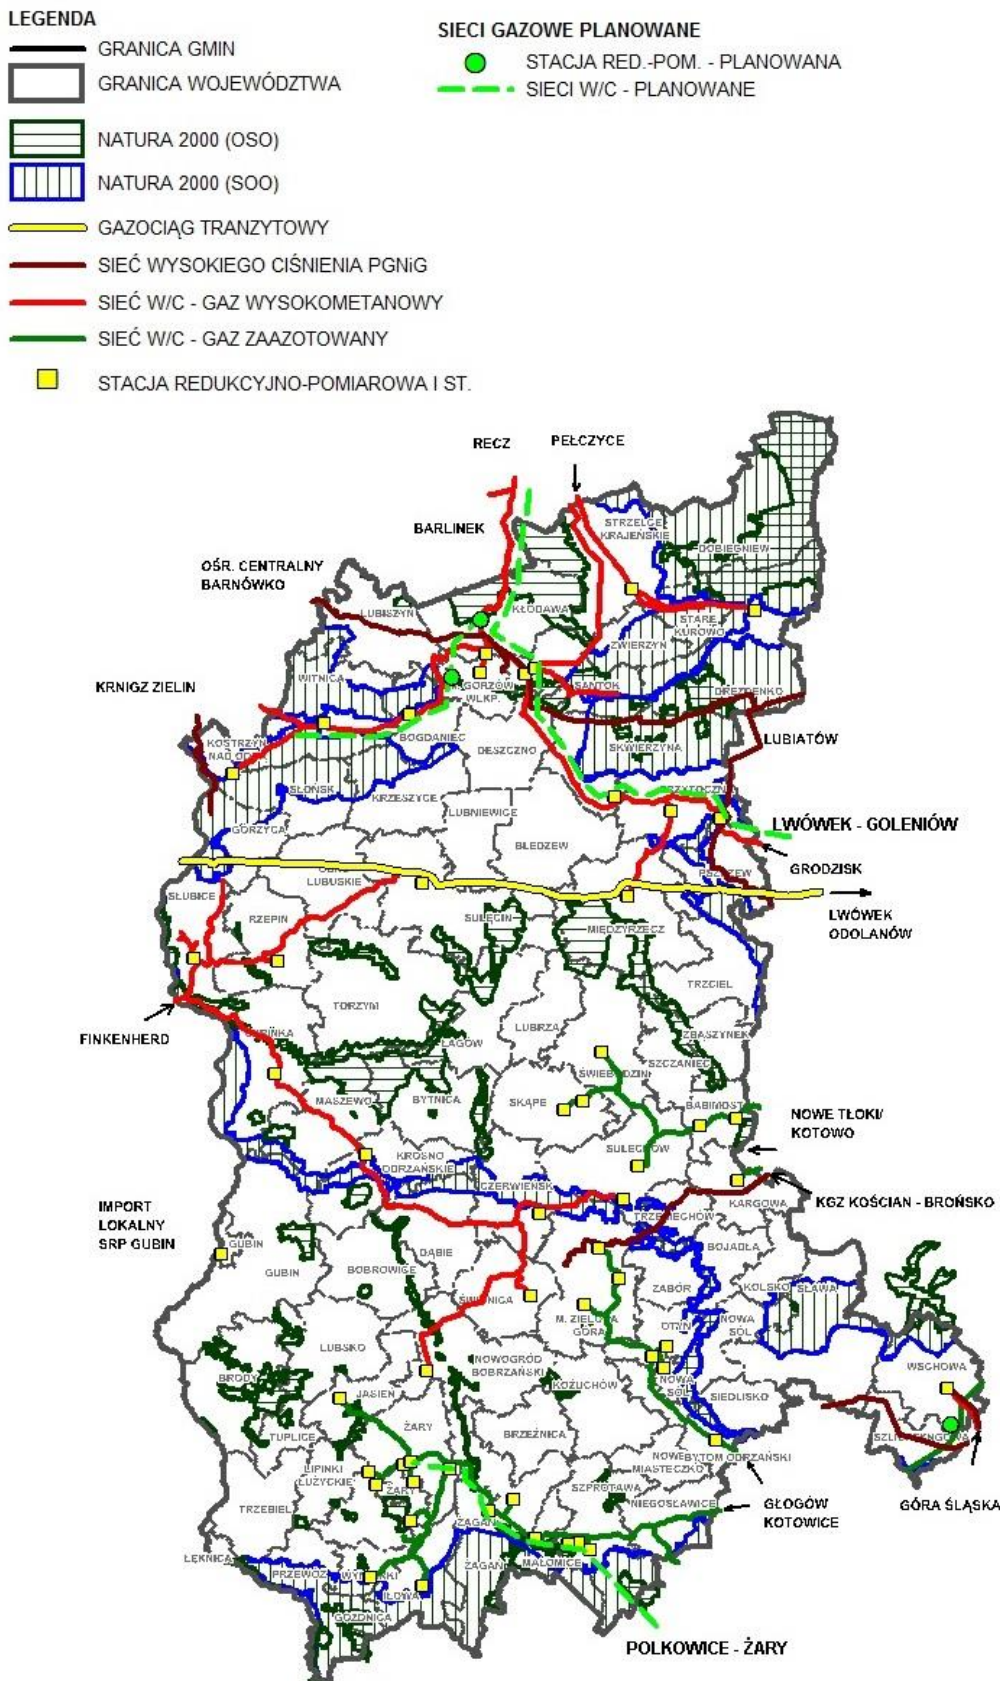 LEGENDA
GRANICA GMIN
GRANICA WOJEWÓDZTWA
NATURA 2000 (OSO)
NATURA 2000 (SOO)
GAZOCIĄG TRANZYTOWY
SIEĆ WYSOKIEGO CIŚNIENIA PGNiG
SIEĆ W/C - GAZ WYSOKOMETANOWY
SIEĆ W/C - GAZ ZAAZOTOWANY
STACJA REDUKCYJNO-POMIAROWA I ST.
SIECI GAZOWE PLANOWANE
STACJA RED.-POM. - PLANOWANA
SIECI W/C - PLANOWANE
RECZ
PEŁCZYCE
BARLINEK
STRZELCE
KRAJEŃSKIE
DOBIEGNIEW
OŚR. CENTRALNY
BARNÓWKO
LUBISZYN
KŁODAWA
STARE
KUROWO
ZWIERZYN
KRNIGZ ZIELIN
WITNICA
M. GORZÓW
WLKP.
SANTOK
DREZDENKO
LUBIATÓW
KOSTRZYN
NAD ODRĄ
BOGDANIEC
DESZCZNO
SKWIERZYNA
SŁOŃSK
KRZESZYCE
PRZYTOCZN
LUBNIEWICE
GÓRZYCA
BLEDZEW
LWÓWEK - GOLENIÓW
GRODZISK
PSZCZEW
LUBUSKIE
SŁUBICE
RZEPIN
SULĘCIN
MIĘDZYRZECZ
LWÓWEK
ODOLANÓW
TRZCIEL
TORZYM
LUBRZA
ZBĄSZYNEK
FINKENHERD
CYBINKA
ŁAGÓW
SZCZANIEC
ŚWIEBODZIN
MASZEWO
BYTNICA
SKĄPE
BABIMOST
NOWE TŁOKI/
KOTOWO
SULECHÓW
KROSNO
ODRZAŃSKIE
CZERWIEŃSK
KARGOWA
KGZ KOŚCIAN - BROŃSKO
TRZEBIECHÓW
IMPORT
LOKALNY
SRP GUBIN
GUBIN
GUBIN
BOBROWICE
DĄBIE
BOJADŁA
ZABÓR
KOLSKO
SŁAWA
ŚWIDNICA
M. ZIELONA
GÓRA
OTYŃ
NOWA
SÓL
LUBSKO
NOWOGRÓD
BOBRZAŃSKI
KOŻUCHÓW
NOWA
SÓL
SIEDLISKO
WSCHOWA
BRODY
JASIEŃ
TUPLICE
ŻARY
BRZEŹNICA
NOWE
MIASTECZKO
BYTOM ODRZAŃSKI
SZLICHTYNGOWA
LIPINKI
ŁUŻYCKIE
ŻARY
SZPROTAWA
NIEGOSŁAWICE
GŁOGÓW
KOTOWICE
GÓRA ŚLĄSKA
TRZEBIEL
ŻAGAŃ
ŁĘKNICA
PRZEWÓZ
ŻAGAŃ
MAŁOMICE
IŁOWA
GOZDNICA
POLKOWICE - ŻARY